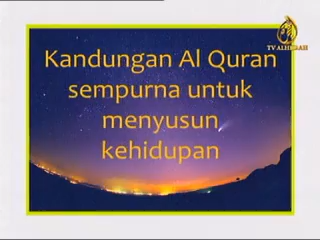 Kandungan Al Quran
sempurna untuk
menyusun
kehidupan
TV ALHIJRAH